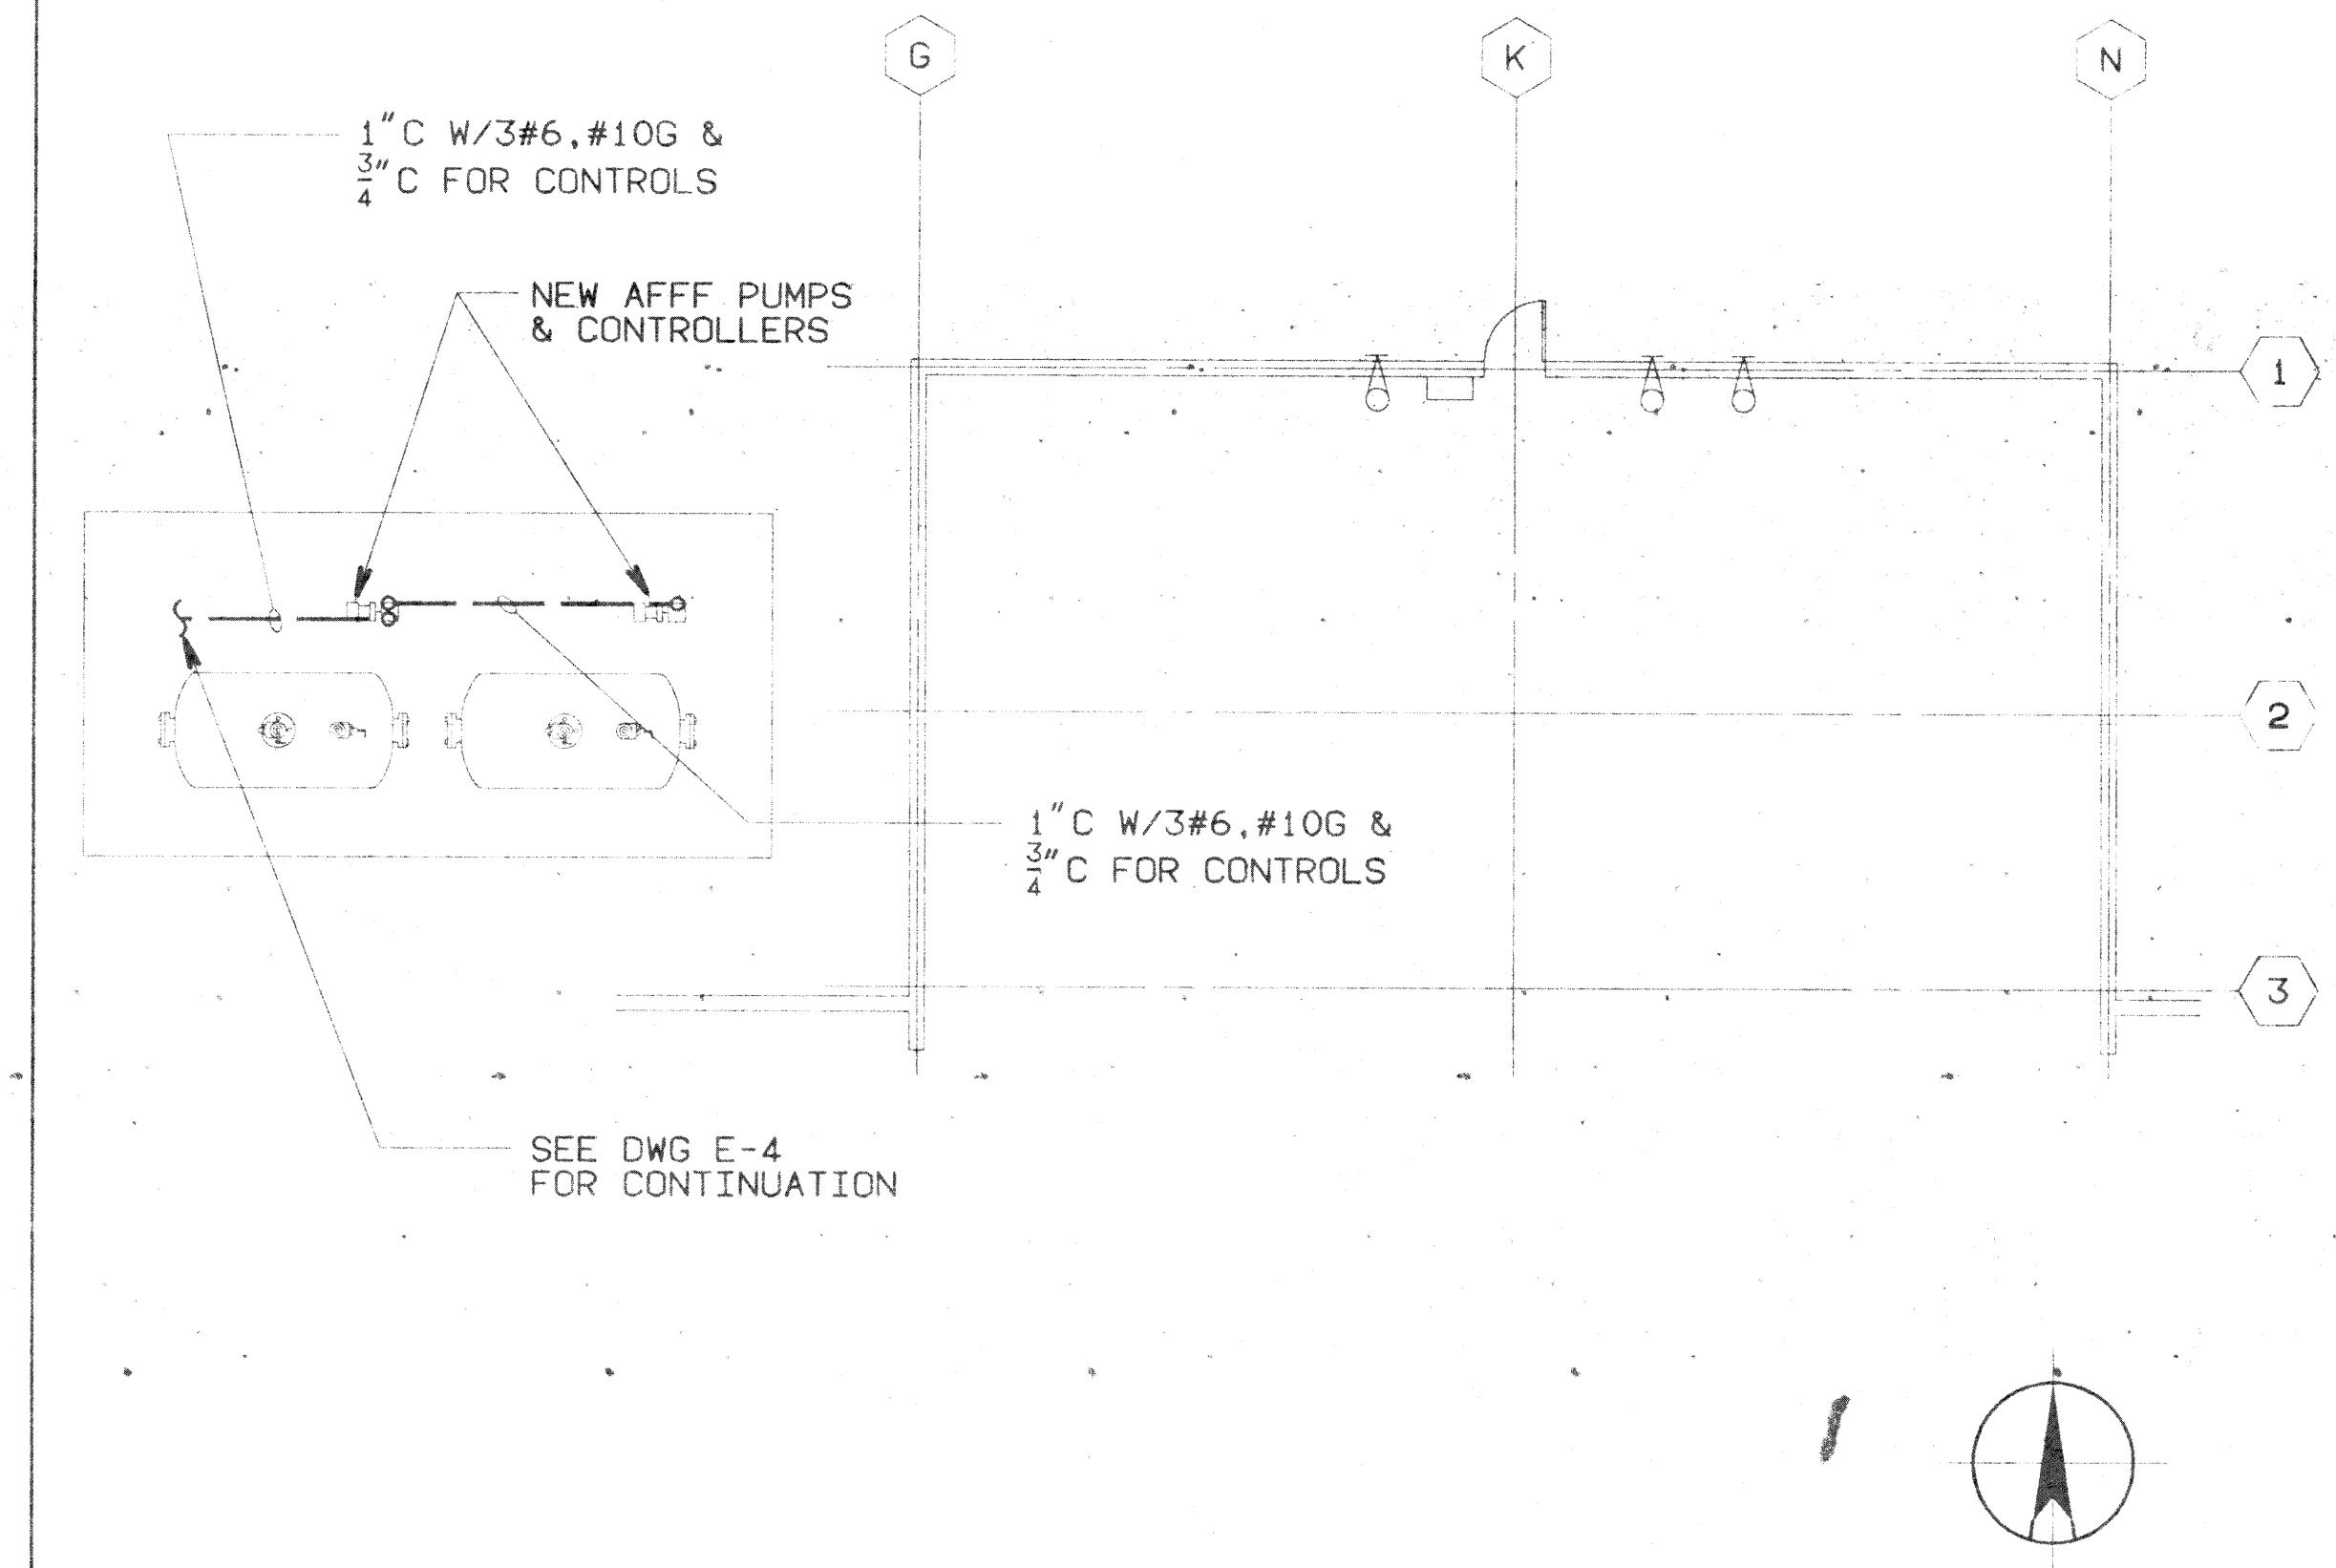 G
K
N
1"C W/3#6,#10G &
3/4"C FOR CONTROLS
NEW AFFF PUMPS
& CONTROLLERS
1
2
1"C W/3#6,#10G &
3/4"C FOR CONTROLS
3
SEE DWG E-4
FOR CONTINUATION